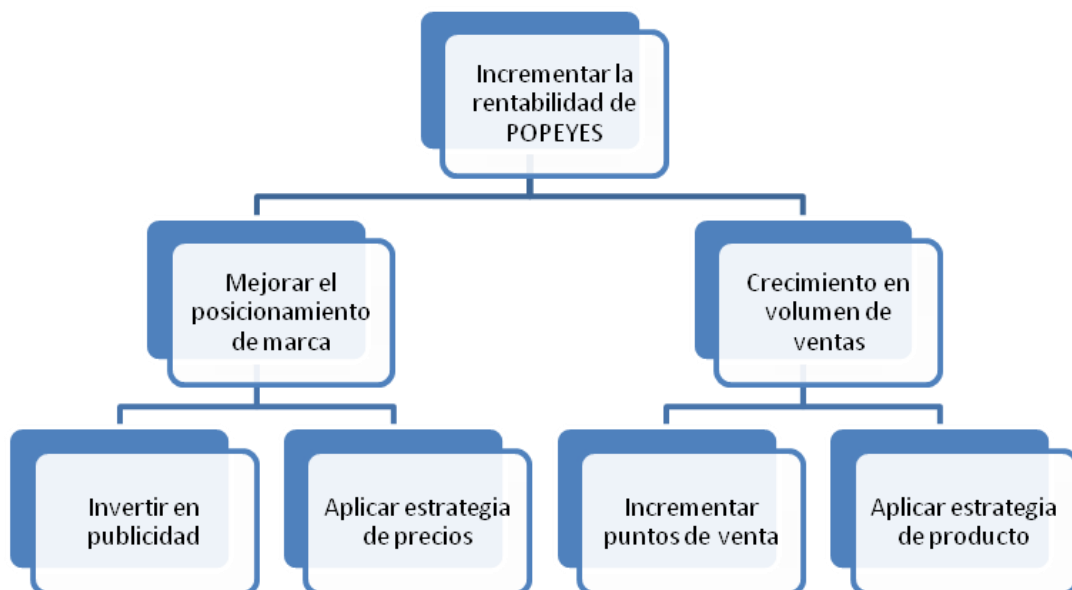 Incrementar la
rentabilidad de
POPEYES
Mejorar el
posicionamiento
de marca
Crecimiento en
volumen de
ventas
Invertir en
publicidad
Aplicar estrategia
de precios
Incrementar
puntos de venta
Aplicar estrategia
de producto